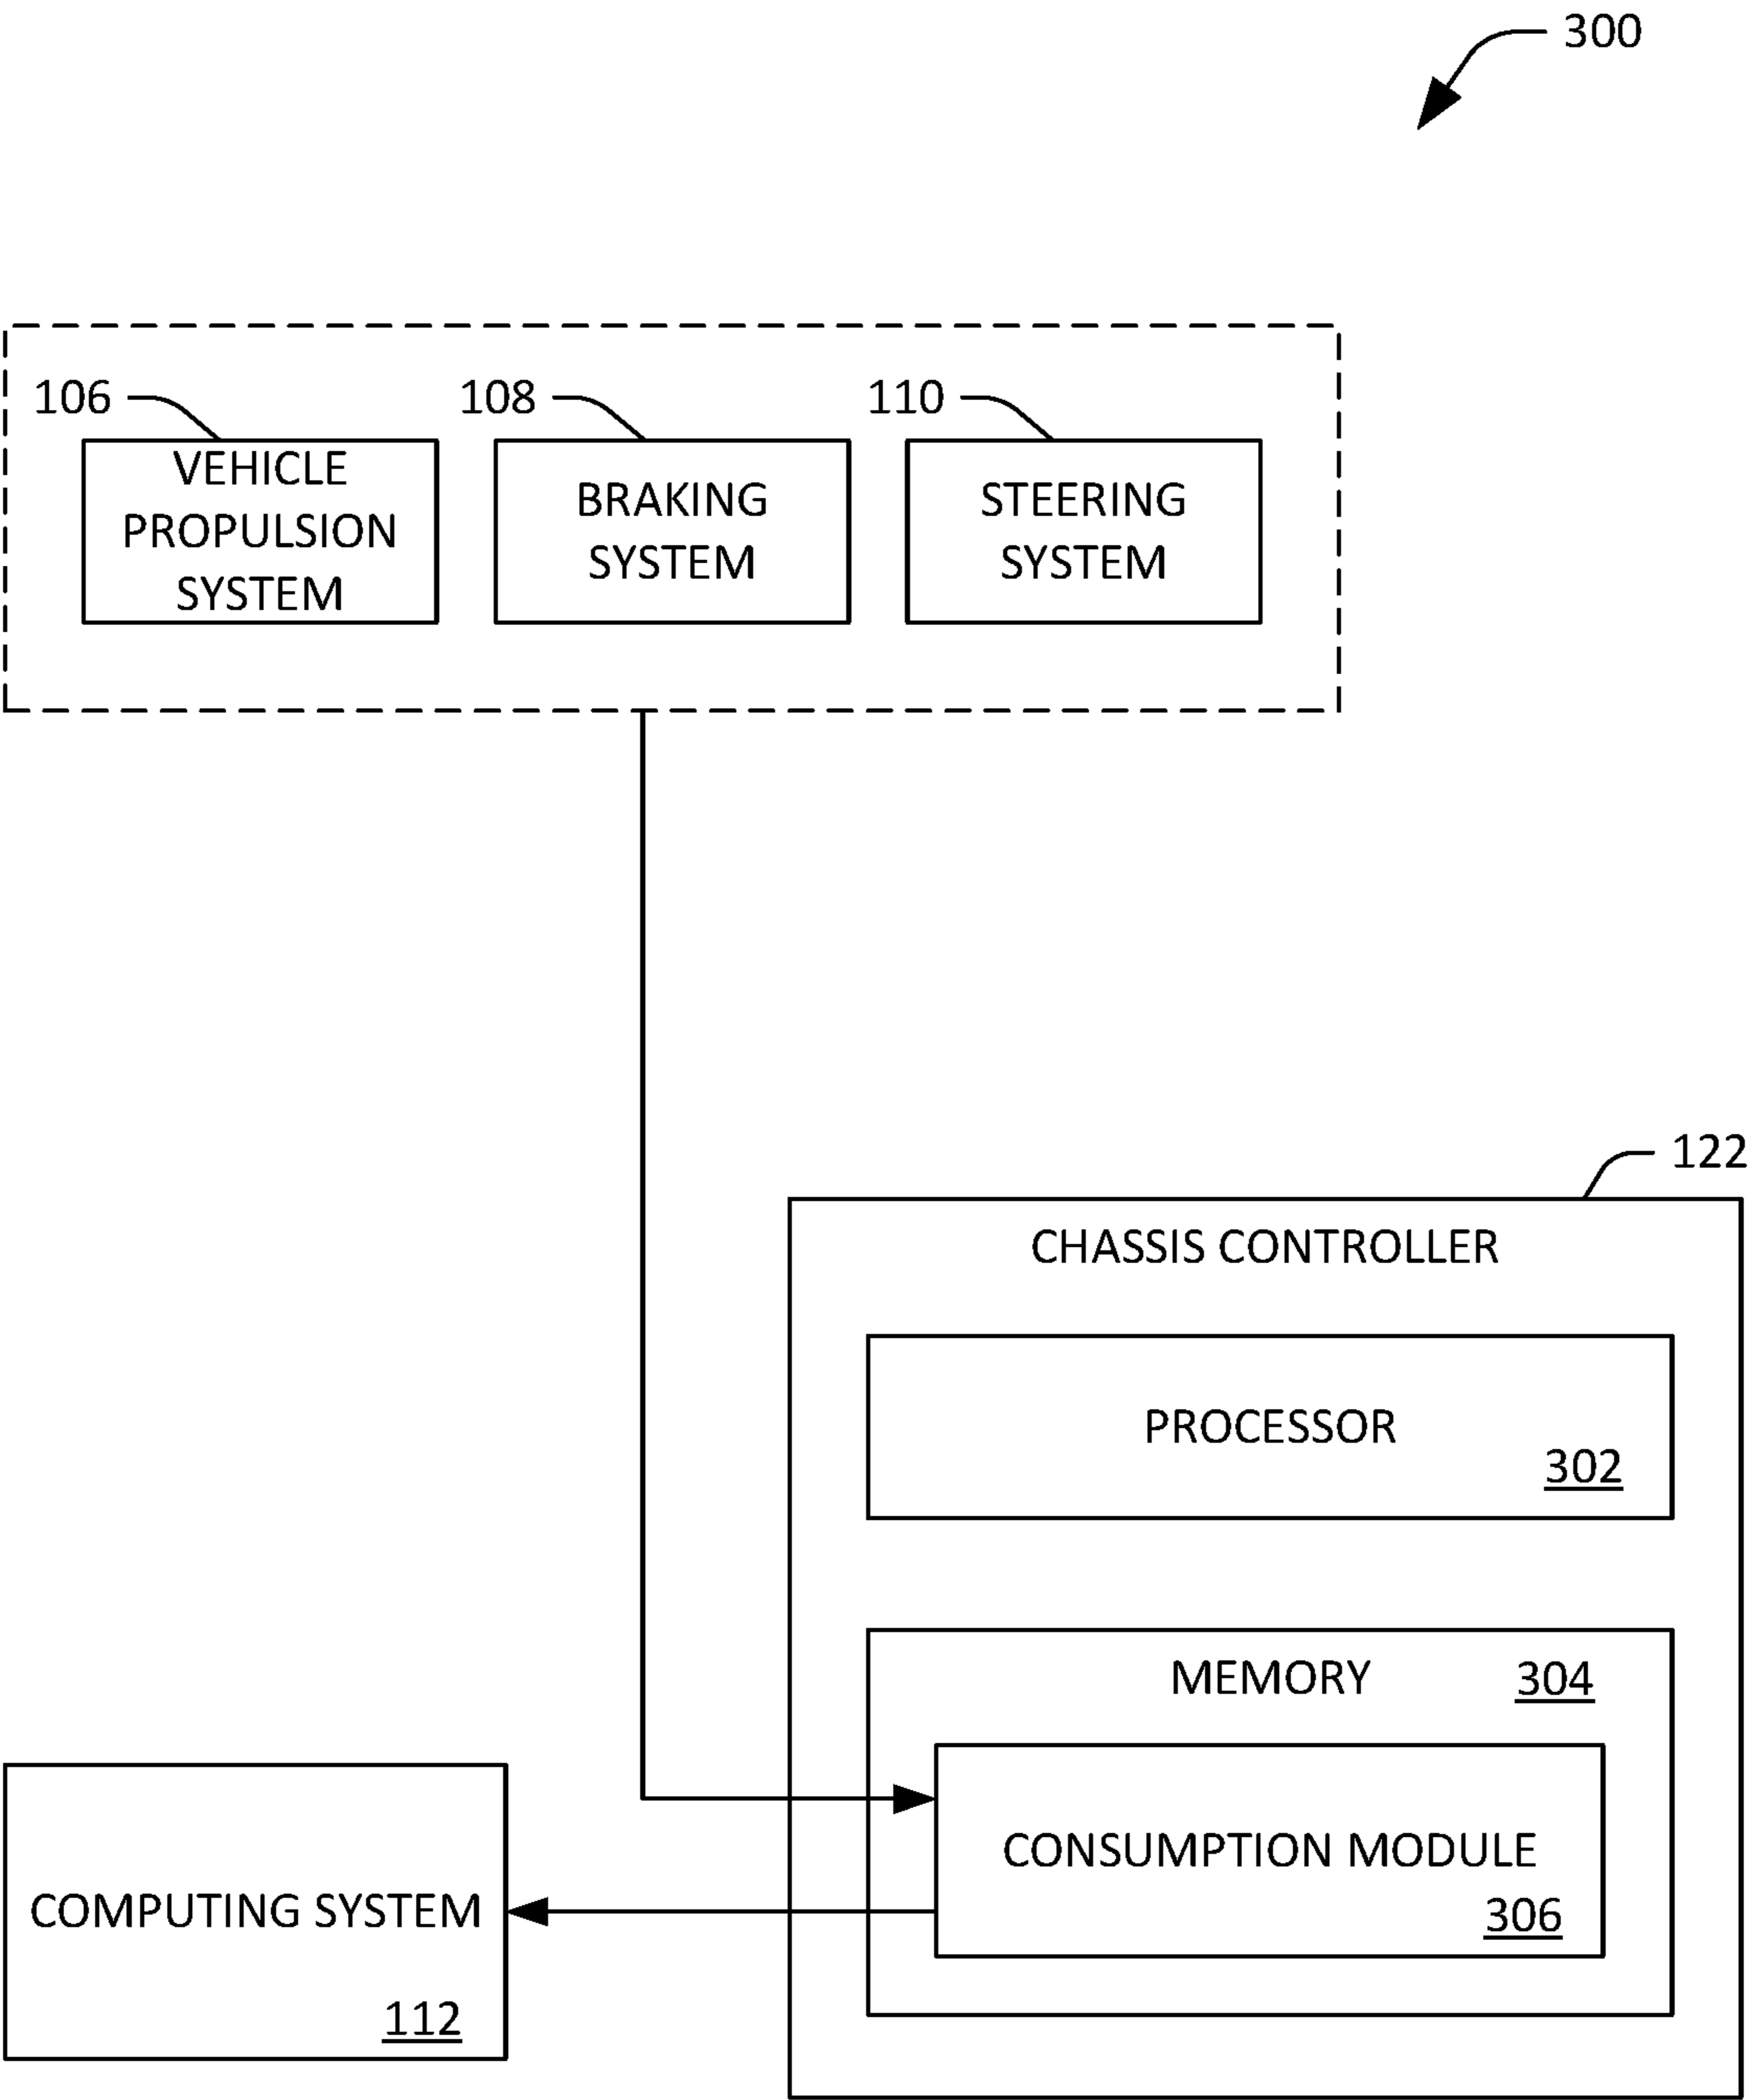 300
106
108
110
VEHICLE
PROPULSION
SYSTEM
BRAKING
SYSTEM
STEERING
SYSTEM
122
CHASSIS CONTROLLER
PROCESSOR
302
MEMORY
304
CONSUMPTION MODULE
306
COMPUTING SYSTEM
112